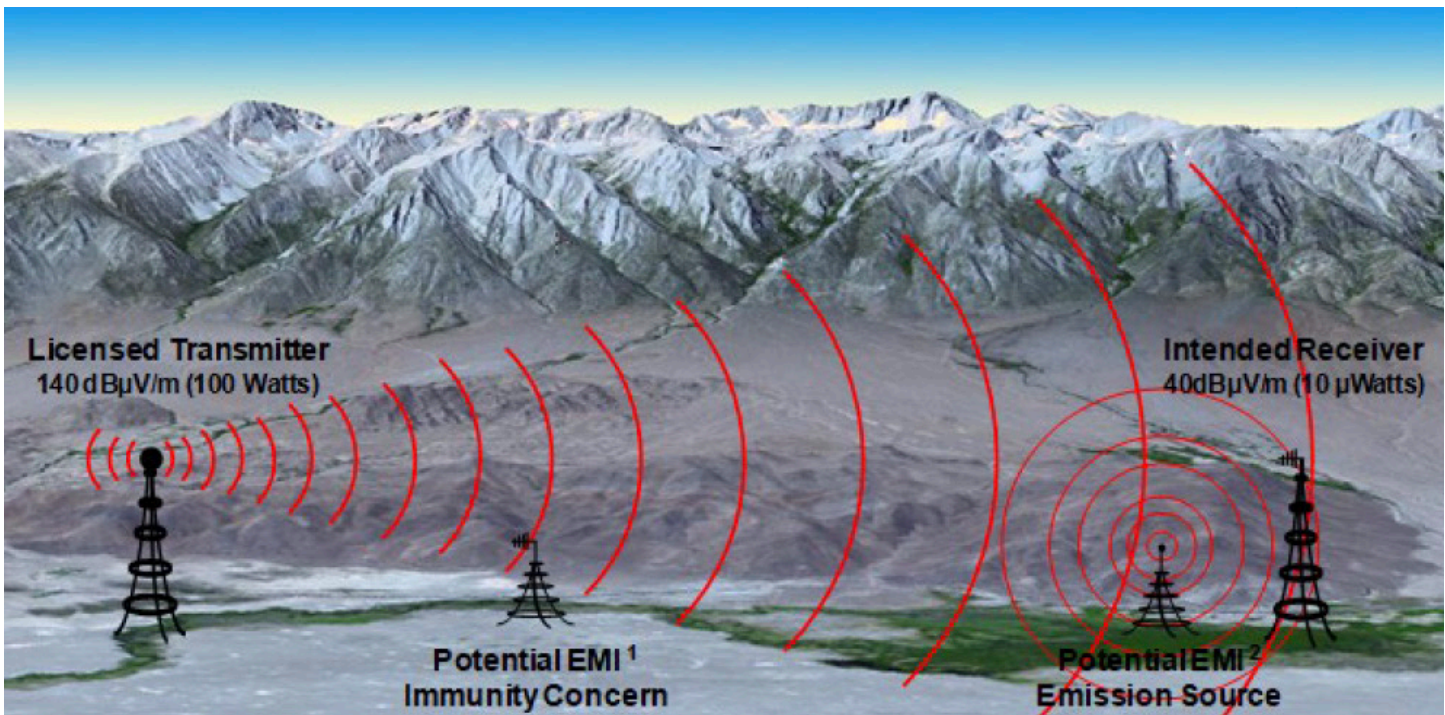 Licensed Transmitter
140 dBµV/m (100 Watts)
Intended Receiver
40dBµV/m (10 µWatts)
Potential EMI ¹
Immunity Concern
Potential EMI ²
Emission Source